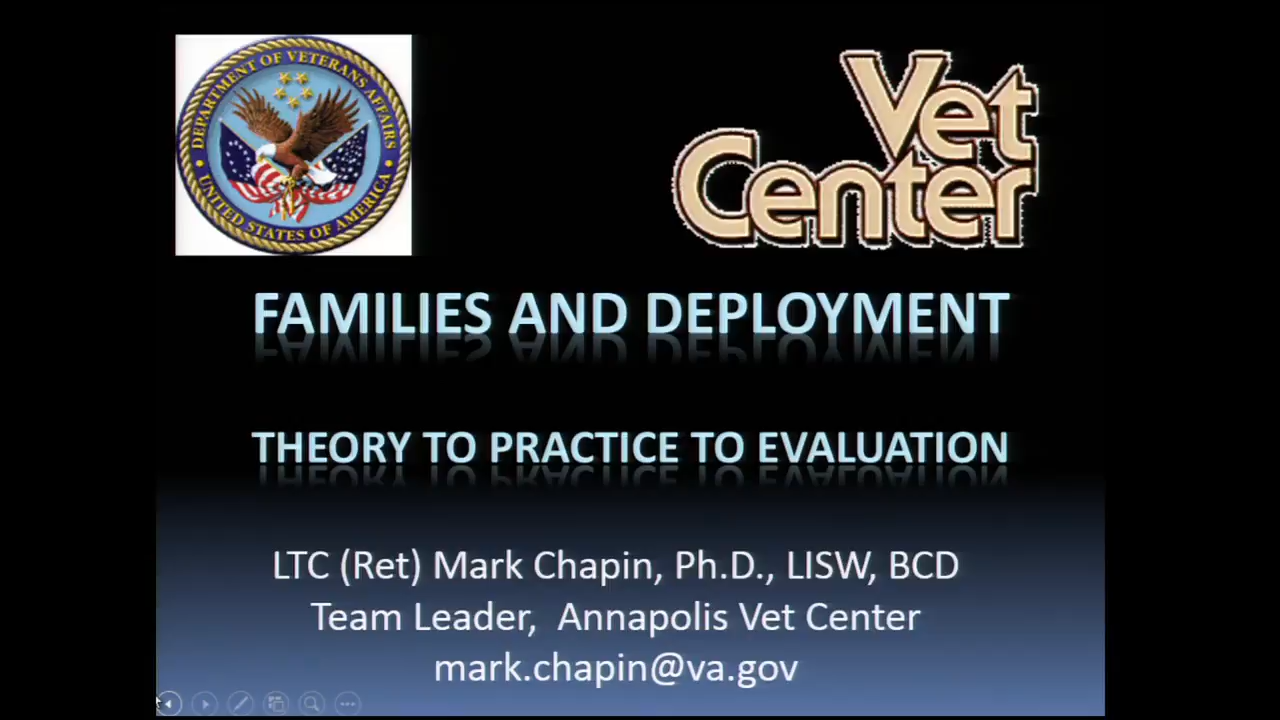 DEPARTMENT OF VETERANS AFFAIRS
UNITED STATES OF AMERICA
Vet
Center
FAMILIES AND DEPLOYMENT
THEORY TO PRACTICE TO EVALUATION
LTC (Ret) Mark Chapin, Ph.D., LISW, BCD
Team Leader,  Annapolis Vet Center
mark.chapin@va.gov